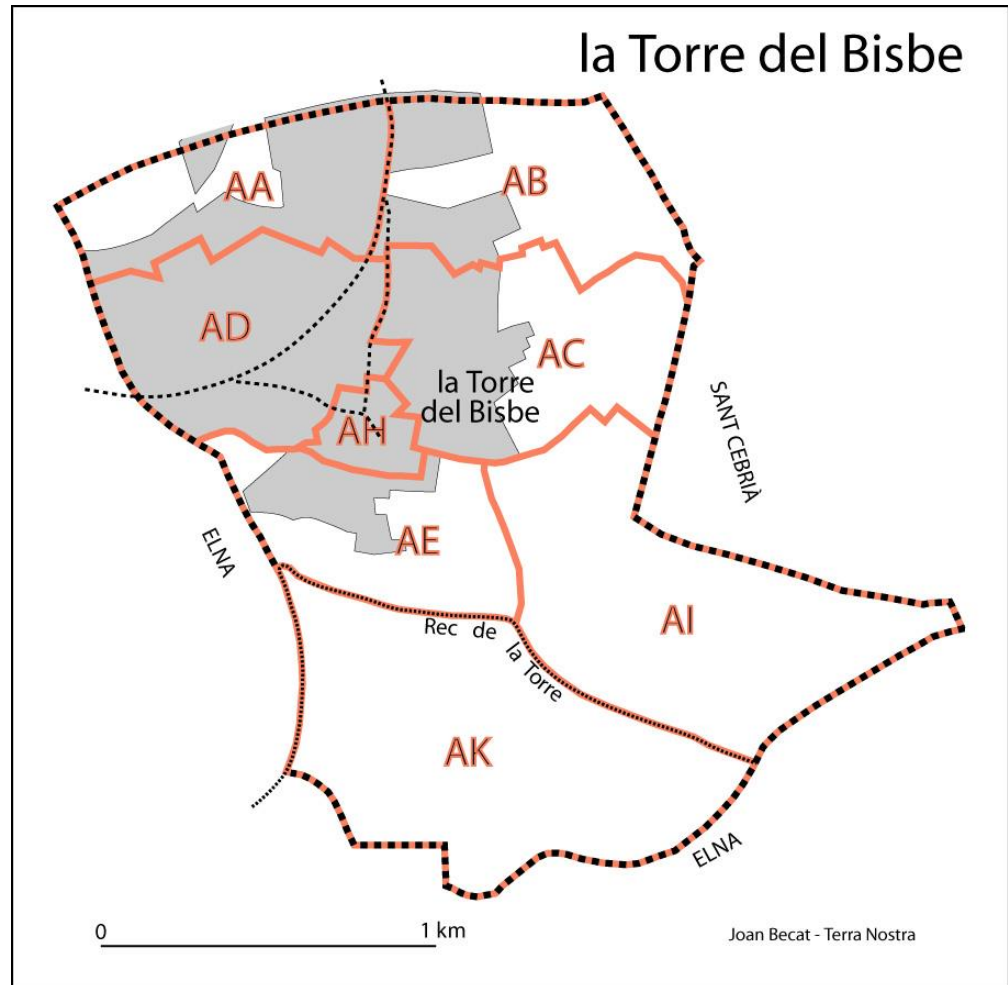 la Torre del Bisbe
AA
AB
AD
AC
la Torre
del Bisbe
AH
SANT CEBRIÀ
ELNA
AE
AI
Rec de
la Torre
AK
ELNA
0
1 km
Joan Becat - Terra Nostra